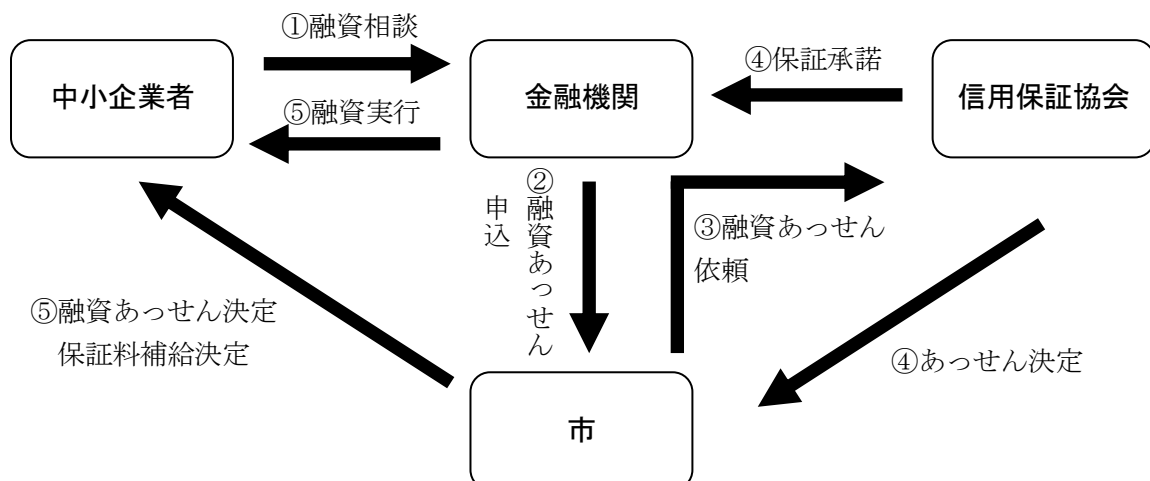 ①融資相談
中小企業者
金融機関
④保証承諾
信用保証協会
⑤融資実行
②融資あっせん
申込
③融資あっせん
依頼
⑤融資あっせん決定
保証料補給決定
④あっせん決定
市